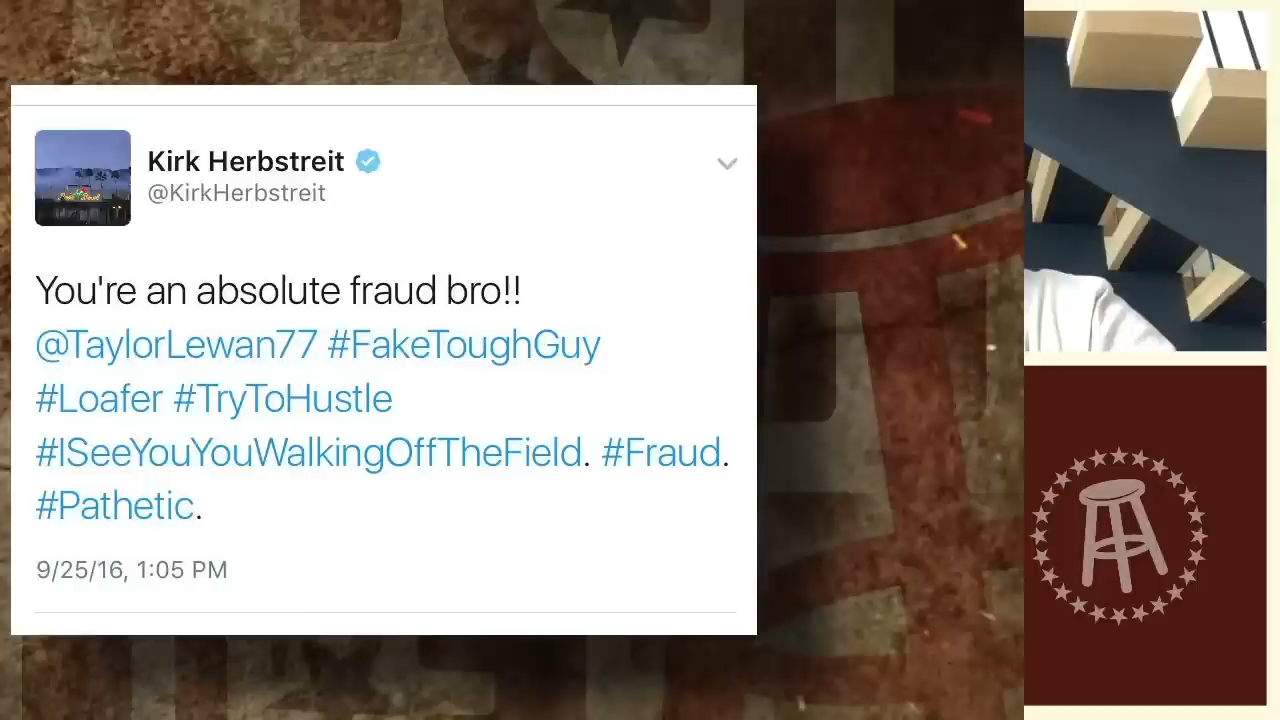 Kirk Herbstreit
@KirkHerbstreit
You're an absolute fraud bro!!
@TaylorLewan77 #FakeToughGuy
#Loafer #TryToHustle
#ISeeYouYouWalkingOffTheField. #Fraud.
#Pathetic.
9/25/16, 1:05 PM